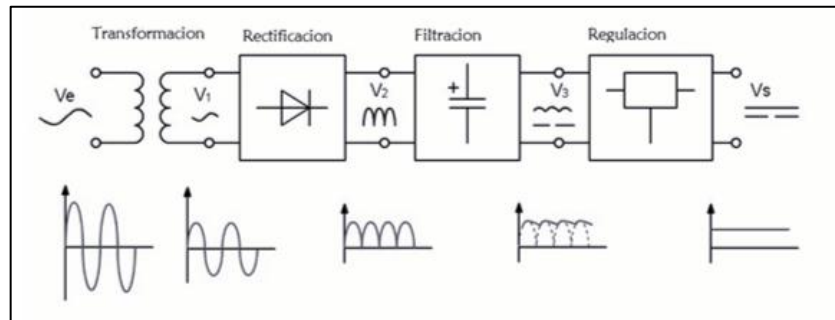 Transformacion Rectificacion Filtracion Regulacion
Ve V1 V2 + V3 Vs